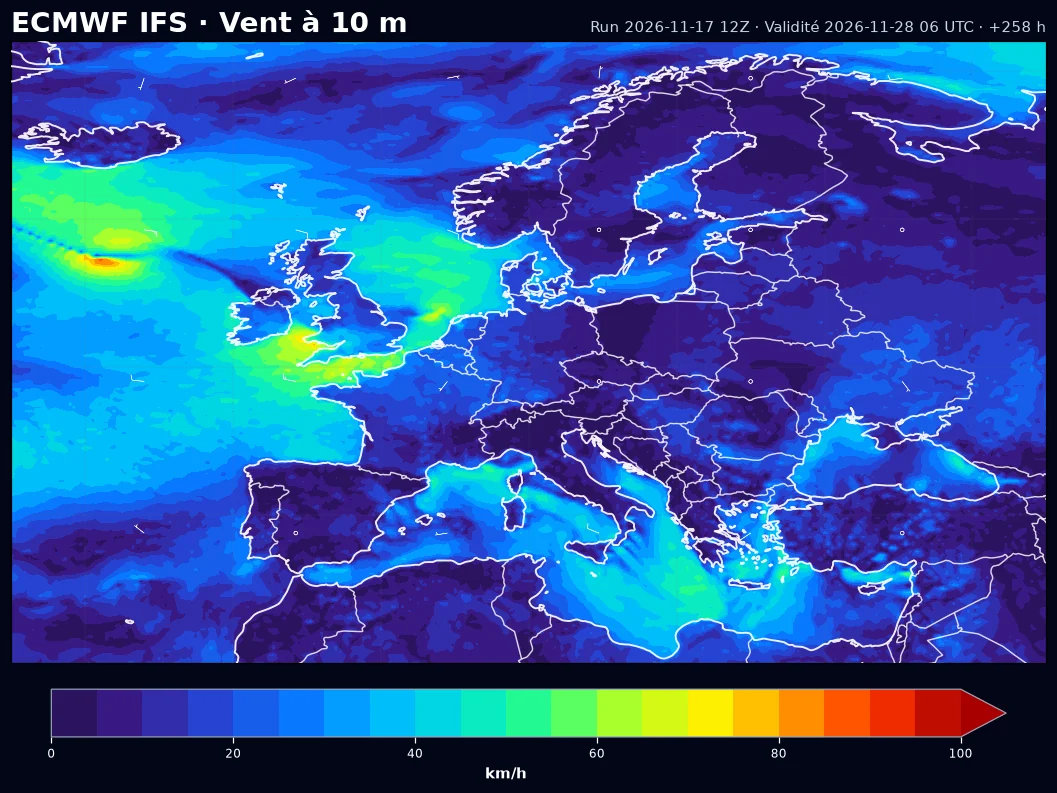 ECMWF IFS · Vent à 10 m
Run 2026-11-17 12Z · Validité 2026-11-28 06 UTC · +258 h
0 20 40 60 80 100
km/h